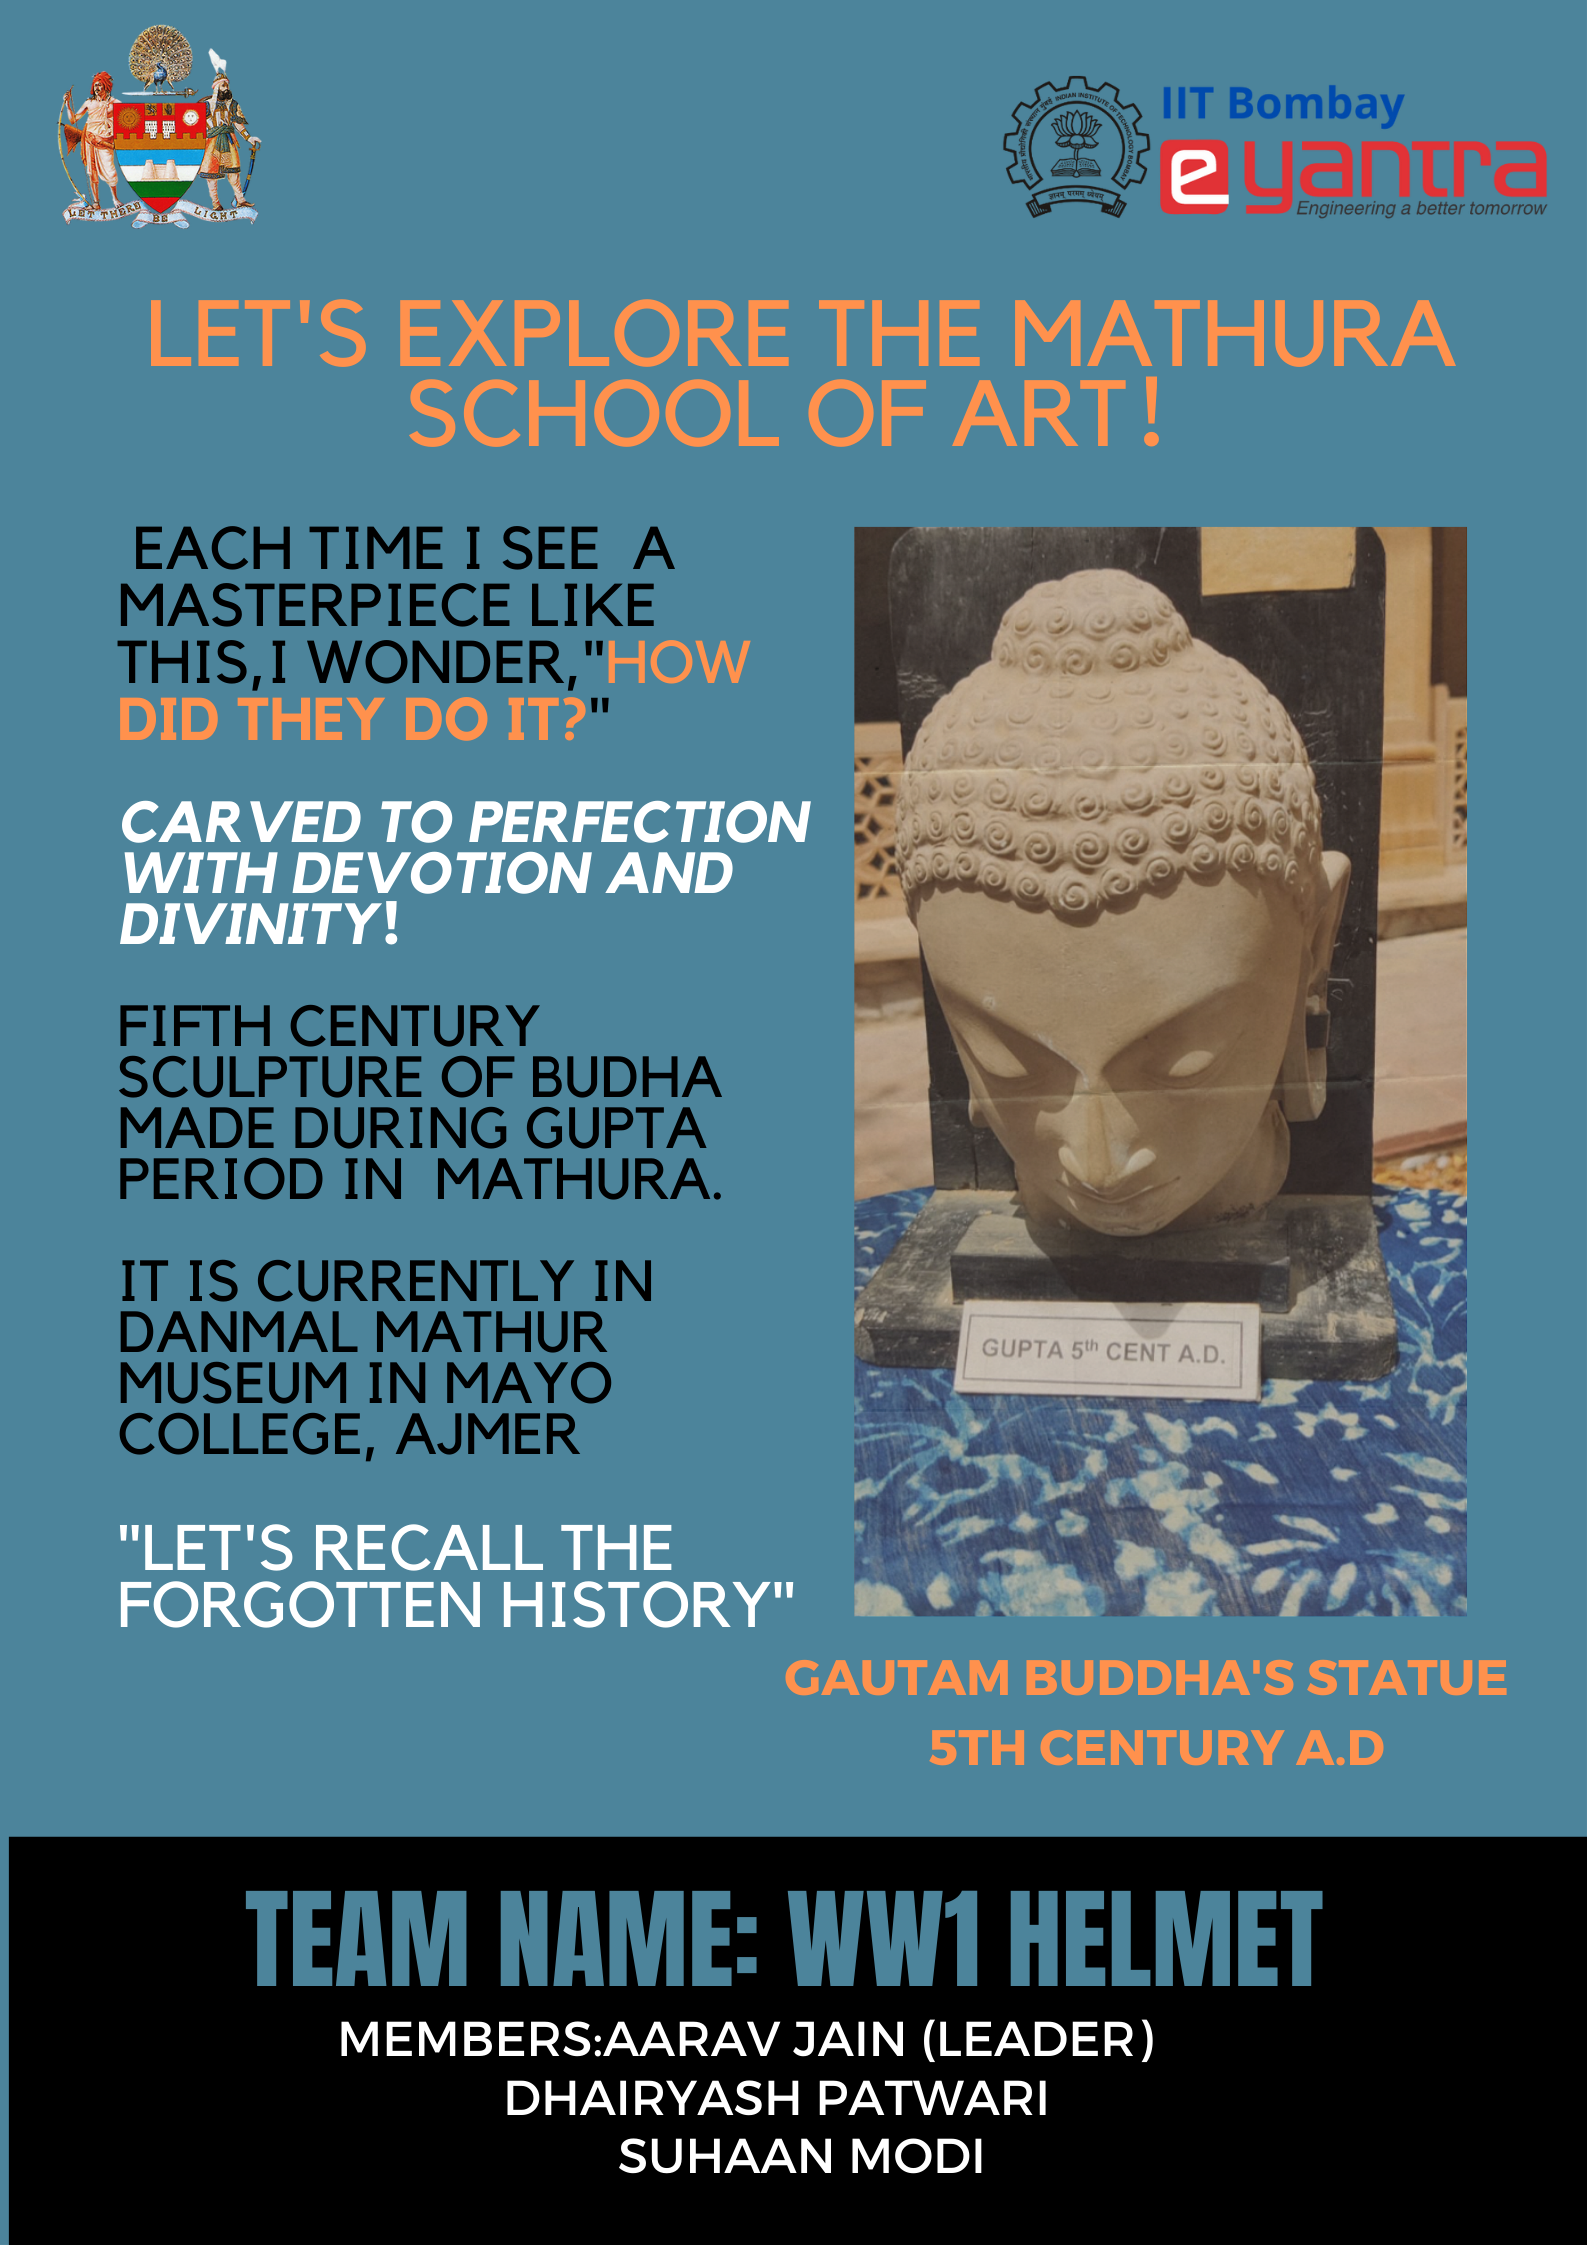 LET THERE BE LIGHT
IIT Bombay
e yantra
Engineering a better tomorrow
LET'S EXPLORE THE MATHURA
SCHOOL OF ART!
EACH TIME I SEE A
MASTERPIECE LIKE
THIS,I WONDER,"HOW
DID THEY DO IT?"
CARVED TO PERFECTION
WITH DEVOTION AND
DIVINITY!
FIFTH CENTURY
SCULPTURE OF BUDHA
MADE DURING GUPTA
PERIOD IN MATHURA.
IT IS CURRENTLY IN
DANMAL MATHUR
MUSEUM IN MAYO
COLLEGE, AJMER
"LET'S RECALL THE
FORGOTTEN HISTORY"
GUPTA 5th CENT A.D.
GAUTAM BUDDHA'S STATUE
5TH CENTURY A.D
TEAM NAME: WW1 HELMET
MEMBERS:AARAV JAIN (LEADER)
DHAIRYASH PATWARI
SUHAAN MODI